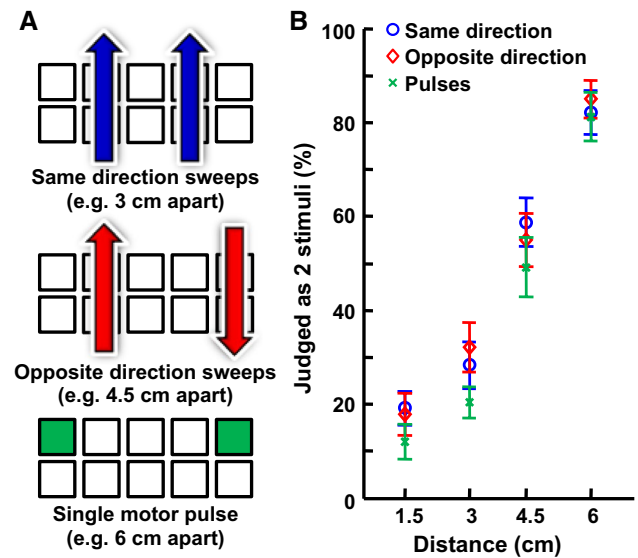 A
Same direction sweeps
(e.g. 3 cm apart)
Opposite direction sweeps
(e.g. 4.5 cm apart)
Single motor pulse
(e.g. 6 cm apart)
B
Same direction
Opposite direction
Pulses
Judged as 2 stimuli (%)
100
80
60
40
20
0
1.5 3 4.5 6
Distance (cm)